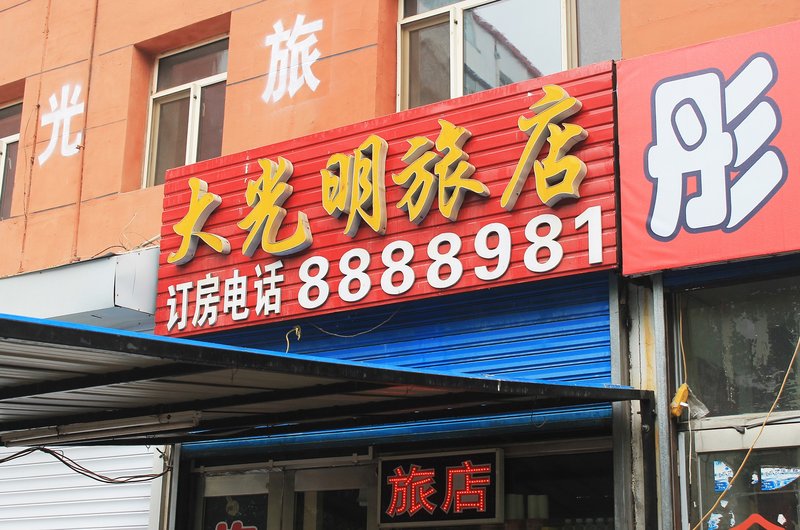 光 旅
大光明旅店
订房电话 8888981
彤
旅店